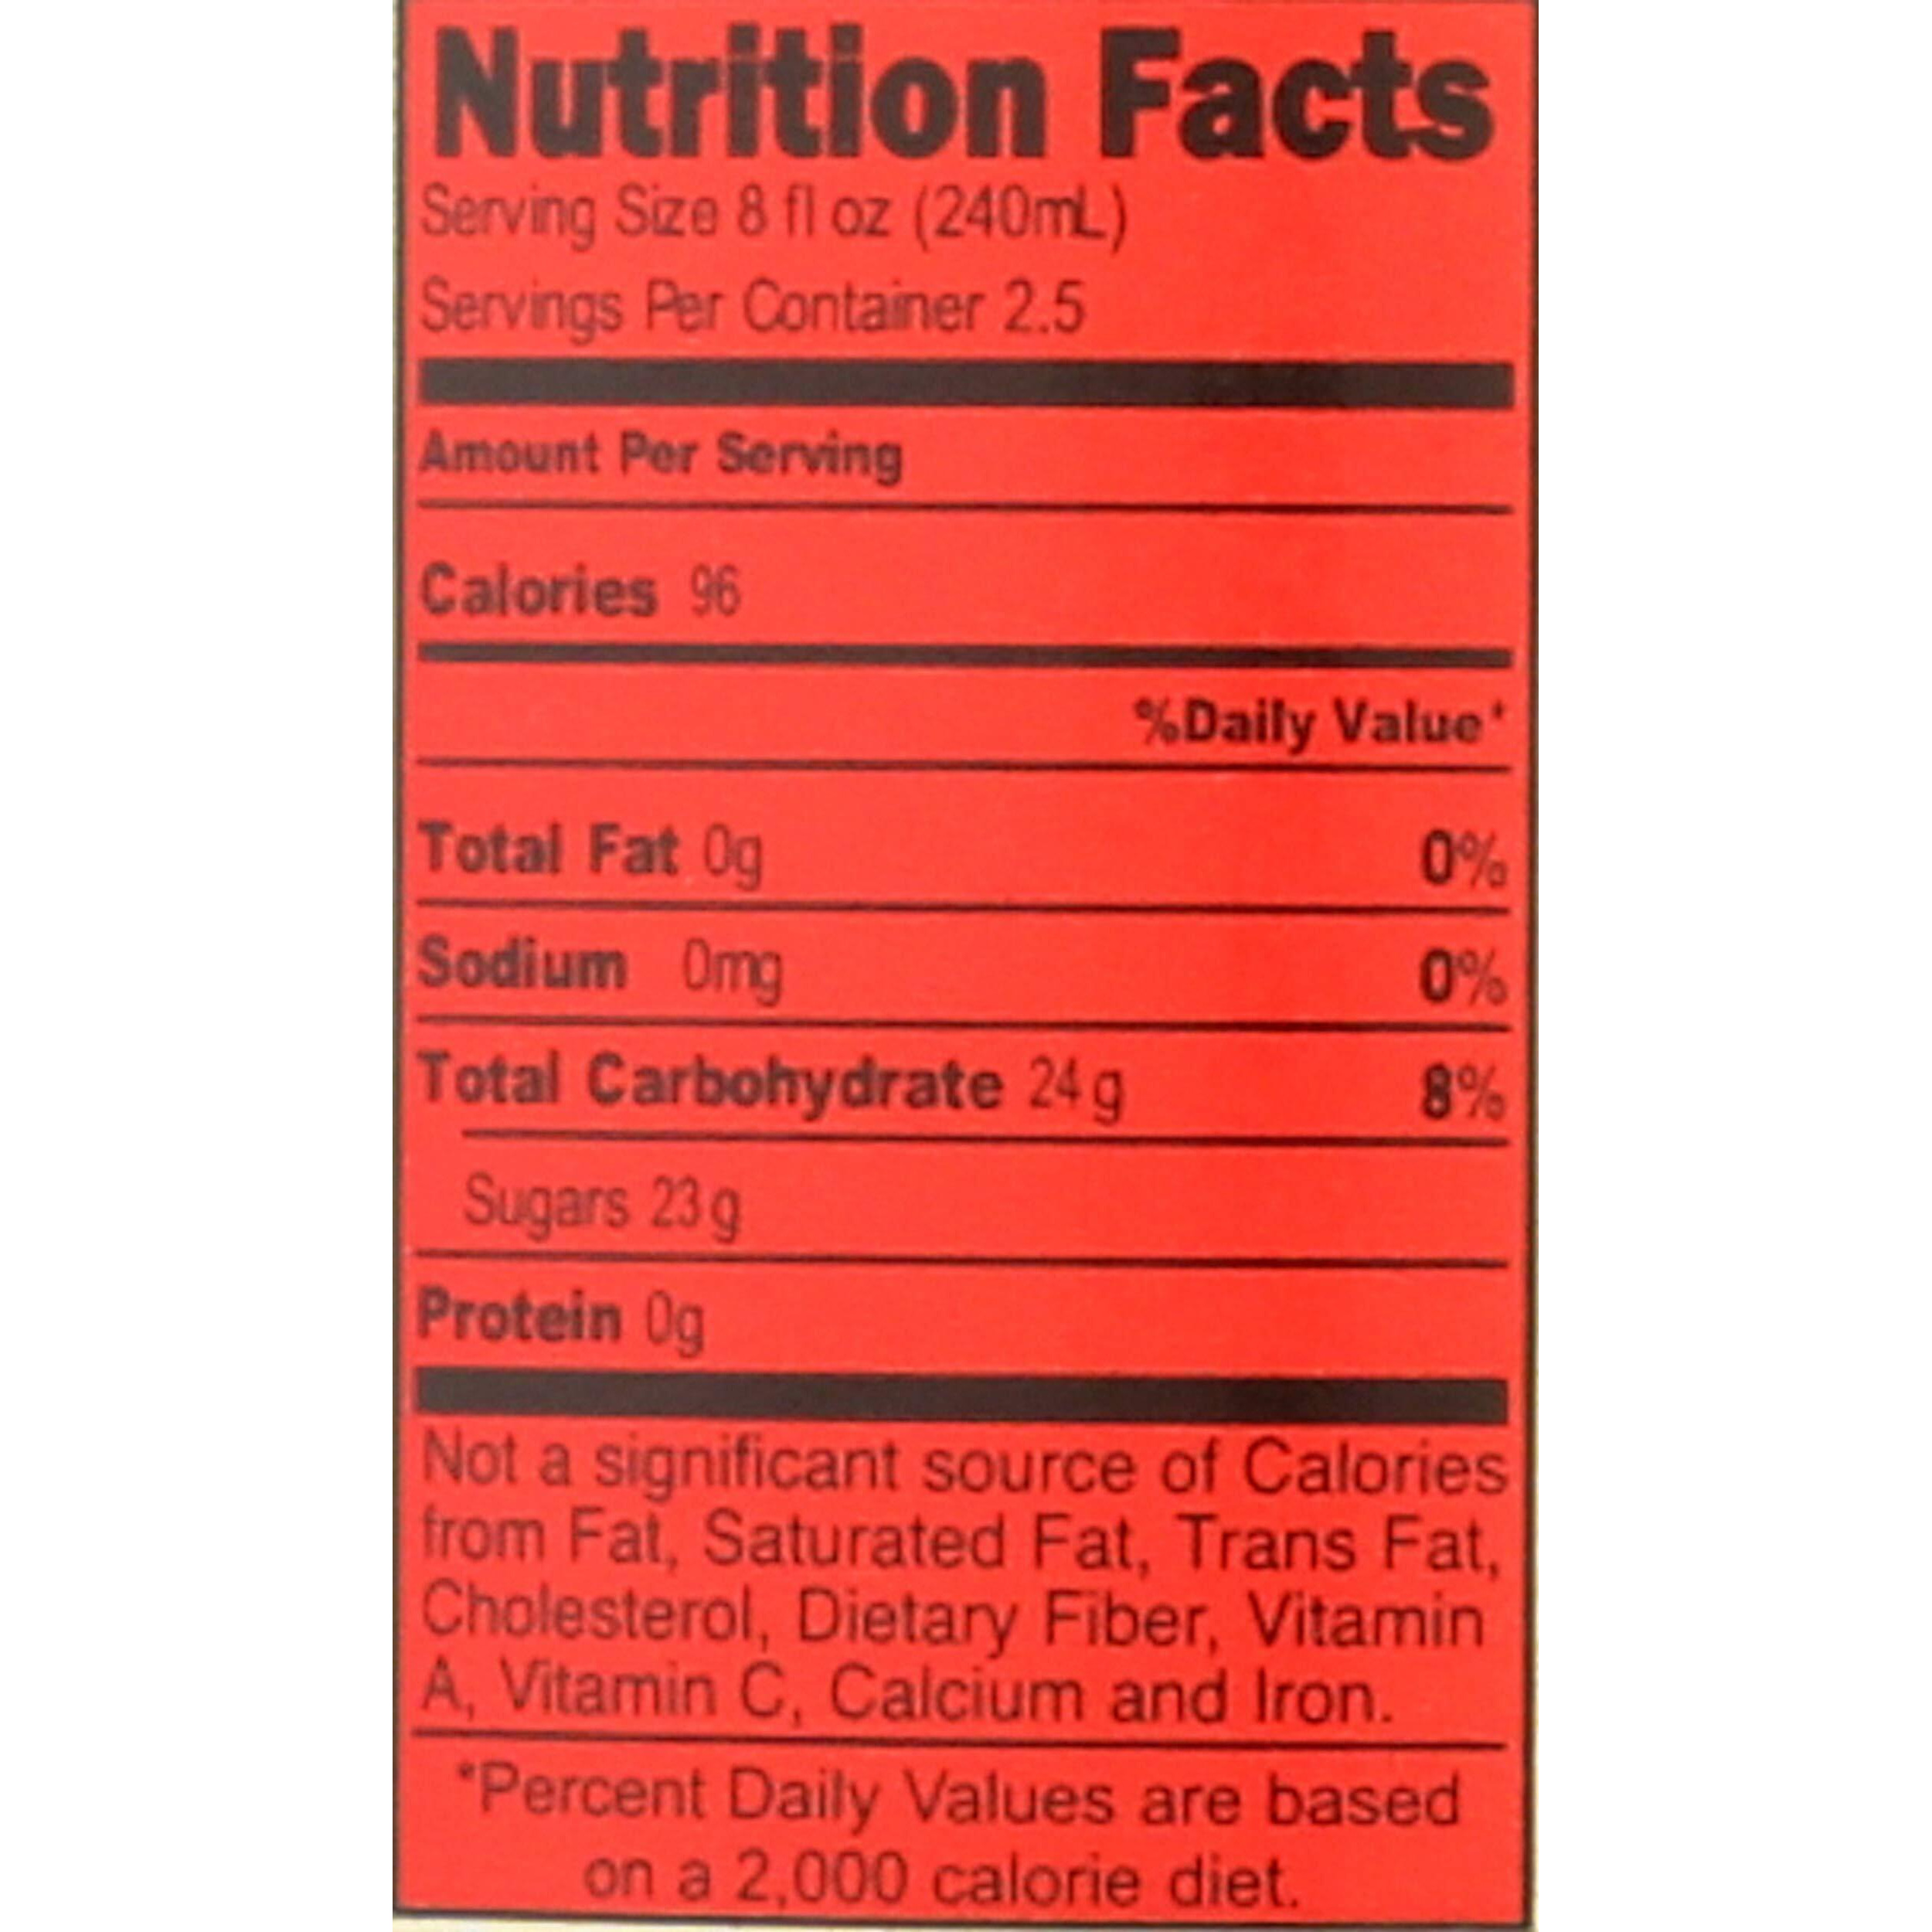 Nutrition Facts
Serving Size 8 fl oz (240mL)
Servings Per Container 2.5
Amount Per Serving
Calories 96
%Daily Value*
Total Fat 0g 0%
Sodium 0mg 0%
Total Carbohydrate 24g 8%
Sugars 23g
Protein 0g
Not a significant source of Calories
from Fat, Saturated Fat, Trans Fat,
Cholesterol, Dietary Fiber, Vitamin
A, Vitamin C, Calcium and Iron.
*Percent Daily Values are based
on a 2,000 calorie diet.